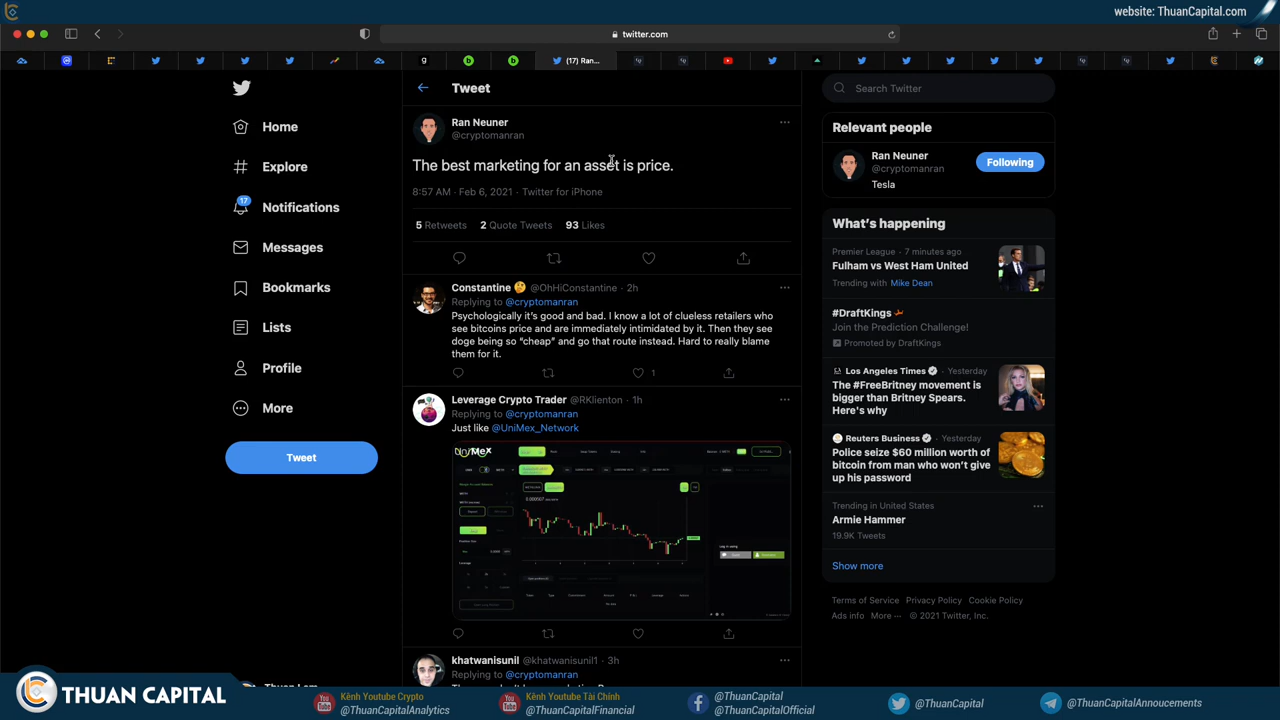 website: ThuanCapital.com
twitter.com
g
b
b
(17) Ran...
Tweet
Search Twitter
Home
Explore
17
Notifications
Messages
Bookmarks
Lists
Profile
More
Tweet
Ran Neuner
@cryptomanran
The best marketing for an asset is price.
8:57 AM · Feb 6, 2021 · Twitter for iPhone
5 Retweets 2 Quote Tweets 93 Likes
Constantine @OhHiConstantine · 2h
Replying to @cryptomanran
Psychologically it's good and bad. I know a lot of clueless retailers who
see bitcoins price and are immediately intimidated by it. Then they see
doge being so "cheap" and go that route instead. Hard to really blame
them for it.
1
Leverage Crypto Trader @RKlienton · 1h
Replying to @cryptomanran
Just like @UniMex_Network
khatwanisunil @khatwanisunil1 · 3h
Replying to @cryptomanran
Relevant people
Ran Neuner
@cryptomanran
Tesla
Following
What's happening
Premier League · 7 minutes ago
Fulham vs West Ham United
Trending with Mike Dean
#DraftKings
Join the Prediction Challenge!
Promoted by DraftKings
Los Angeles Times · Yesterday
The #FreeBritney movement is
bigger than Britney Spears.
Here's why
Reuters Business · Yesterday
Police seize $60 million worth of
bitcoin from man who won't give
up his password
Trending in United States
Armie Hammer
19.9K Tweets
Show more
Terms of Service Privacy Policy Cookie Policy
Ads info More ··· © 2021 Twitter, Inc.
THUAN CAPITAL
Kênh Youtube Crypto
@ThuanCapitalAnalytics
Kênh Youtube Tài Chính
@ThuanCapitalFinancial
@ThuanCapital
@ThuanCapitalOfficial
@ThuanCapital
@ThuanCapitalAnnoucements